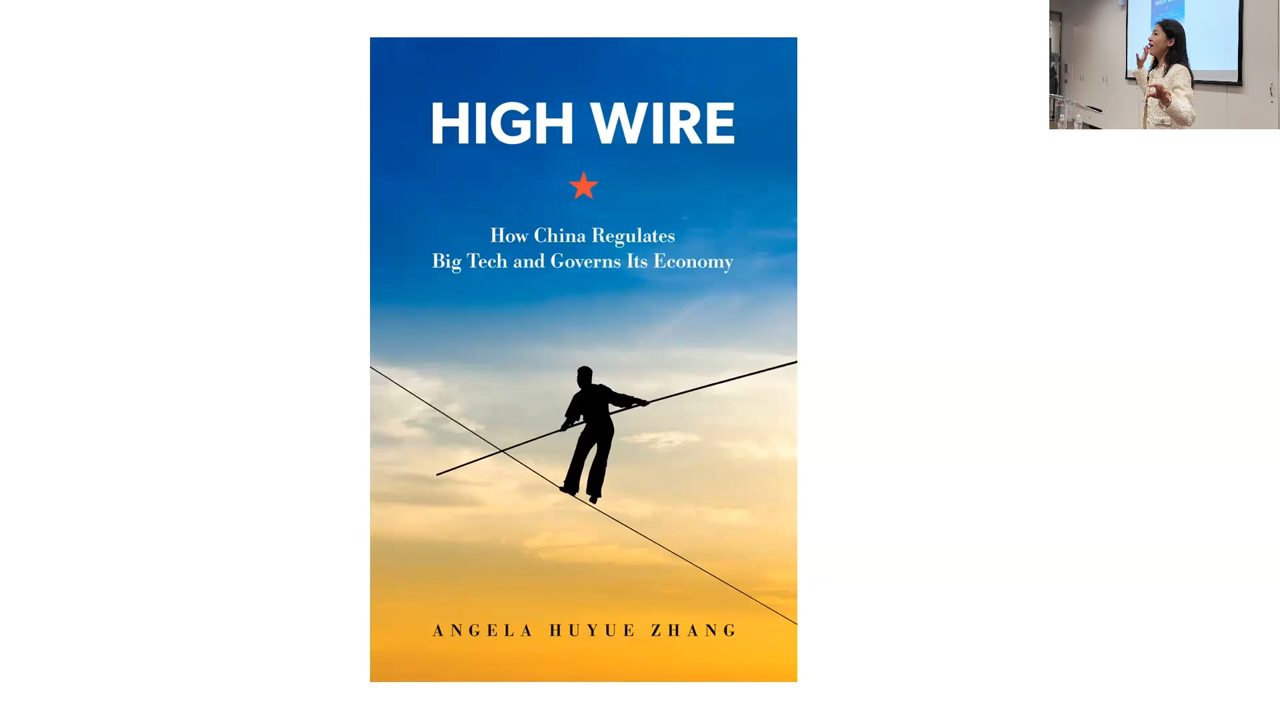 HIGH WIRE
How China Regulates
Big Tech and Governs Its Economy
ANGELA HUYUE ZHANG